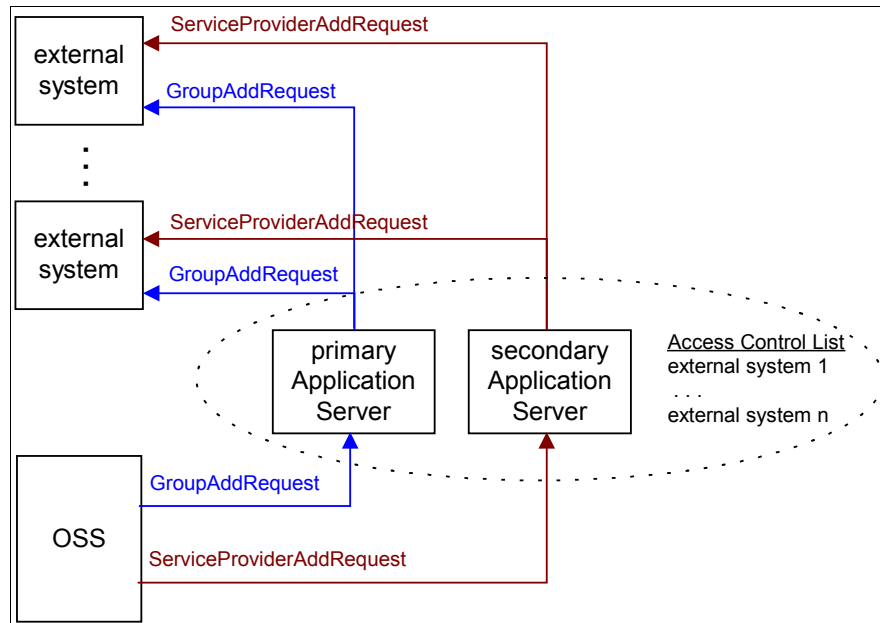 ServiceProviderAddRequest
external
system
GroupAddRequest
ServiceProviderAddRequest
external
system
GroupAddRequest
primary
Application
Server
secondary
Application
Server
Access Control List
external system 1
. . .
external system n
GroupAddRequest
OSS
ServiceProviderAddRequest